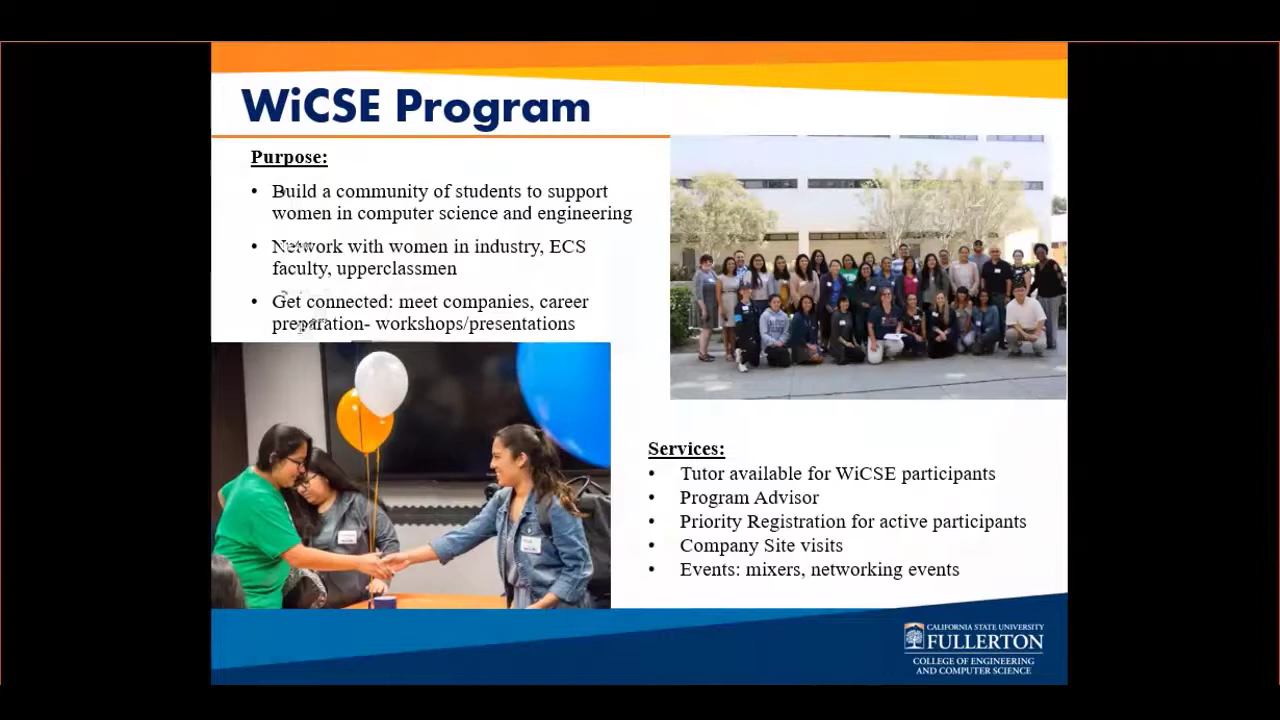 WiCSE Program
Purpose:
• Build a community of students to support
women in computer science and engineering
• Network with women in industry, ECS
faculty, upperclassmen
• Get connected: meet companies, career
preparation- workshops/presentations
Services:
• Tutor available for WiCSE participants
• Program Advisor
• Priority Registration for active participants
• Company Site visits
• Events: mixers, networking events
CALIFORNIA STATE UNIVERSITY
FULLERTON
COLLEGE OF ENGINEERING
AND COMPUTER SCIENCE